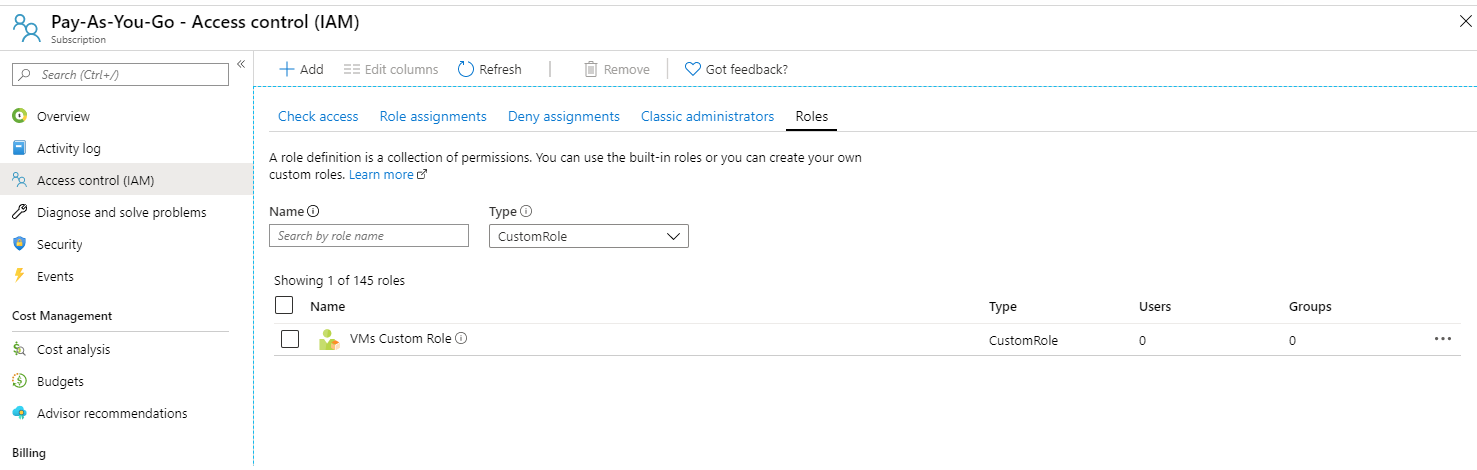 Pay-As-You-Go - Access control (IAM)
Subscription
Search (Ctrl+/)
Overview
Activity log
Access control (IAM)
Diagnose and solve problems
Security
Events
Cost Management
Cost analysis
Budgets
Advisor recommendations
Billing
Add
Edit columns
Refresh
Remove
Got feedback?
Check access
Role assignments
Deny assignments
Classic administrators
Roles
A role definition is a collection of permissions. You can use the built-in roles or you can create your own
custom roles. Learn more
Name Type
Search by role name CustomRole
Showing 1 of 145 roles
Name Type Users Groups
VMs Custom Role CustomRole 0 0